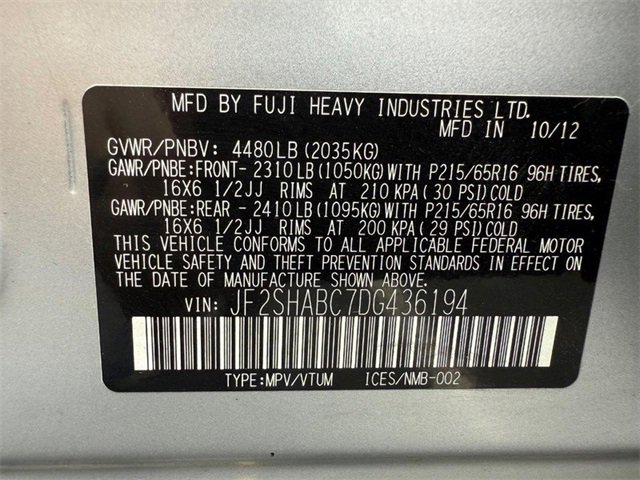 MFD BY FUJI HEAVY INDUSTRIES LTD.
MFD IN 10/12
GVWR/PNBV: 4480LB(2035KG)
GAWR/PNBE:FRONT- 2310LB(1050KG)WITH P215/65R16 96H TIRES,
16X6 1/2JJ RIMS AT 210KPA(30 PSI)COLD
GAWR/PNBE:REAR - 2410LB(1095KG)WITH P215/65R16 96H TIRES,
16X6 1/2JJ RIMS AT 200KPA(29 PSI)COLD
THIS VEHICLE CONFORMS TO ALL APPLICABLE FEDERAL MOTOR
VEHICLE SAFETY AND THEFT PREVENTION STANDARDS IN EFFECT ON
THE DATE OF MANUFACTURE SHOWN ABOVE.
VIN: JF2SHABC7DG436194
TYPE:MPV/VTUM ICES/NMB-002